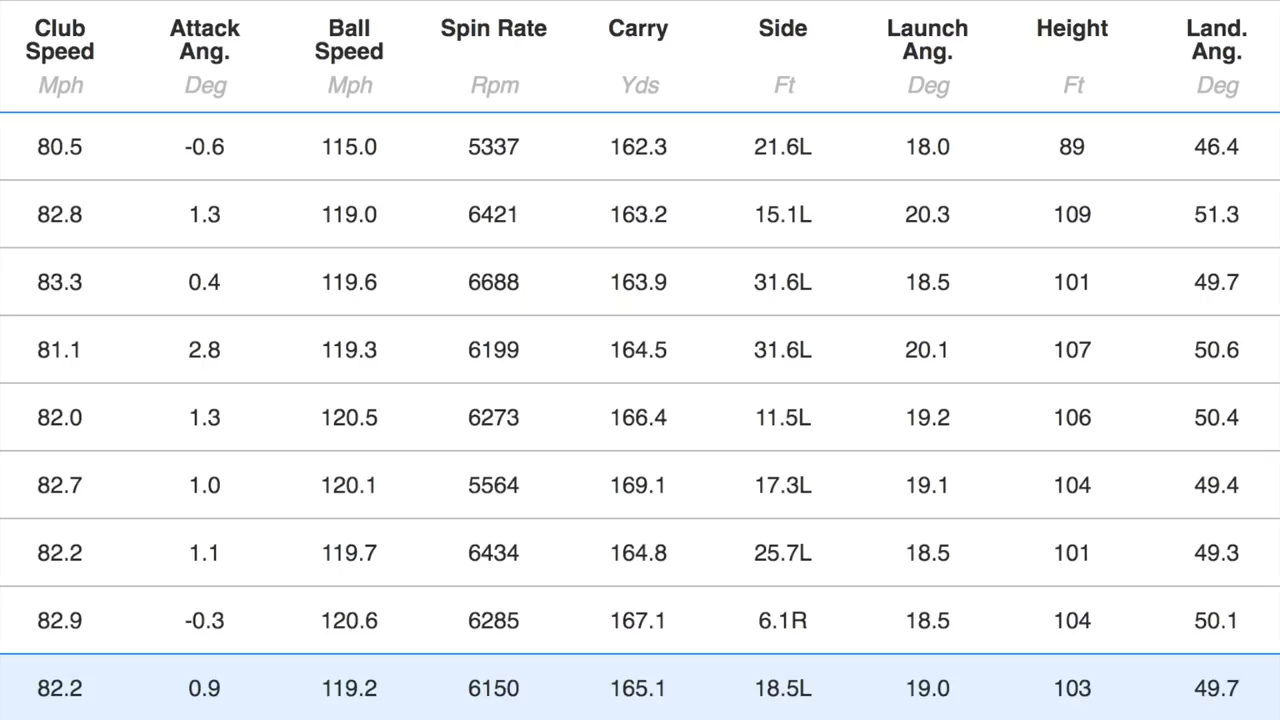 Club Speed Attack Ang. Ball Speed Spin Rate Carry Side Launch Ang. Height Land. Ang.
Mph Deg Mph Rpm Yds Ft Deg Ft Deg
80.5 -0.6 115.0 5337 162.3 21.6L 18.0 89 46.4
82.8 1.3 119.0 6421 163.2 15.1L 20.3 109 51.3
83.3 0.4 119.6 6688 163.9 31.6L 18.5 101 49.7
81.1 2.8 119.3 6199 164.5 31.6L 20.1 107 50.6
82.0 1.3 120.5 6273 166.4 11.5L 19.2 106 50.4
82.7 1.0 120.1 5564 169.1 17.3L 19.1 104 49.4
82.2 1.1 119.7 6434 164.8 25.7L 18.5 101 49.3
82.9 -0.3 120.6 6285 167.1 6.1R 18.5 104 50.1
82.2 0.9 119.2 6150 165.1 18.5L 19.0 103 49.7